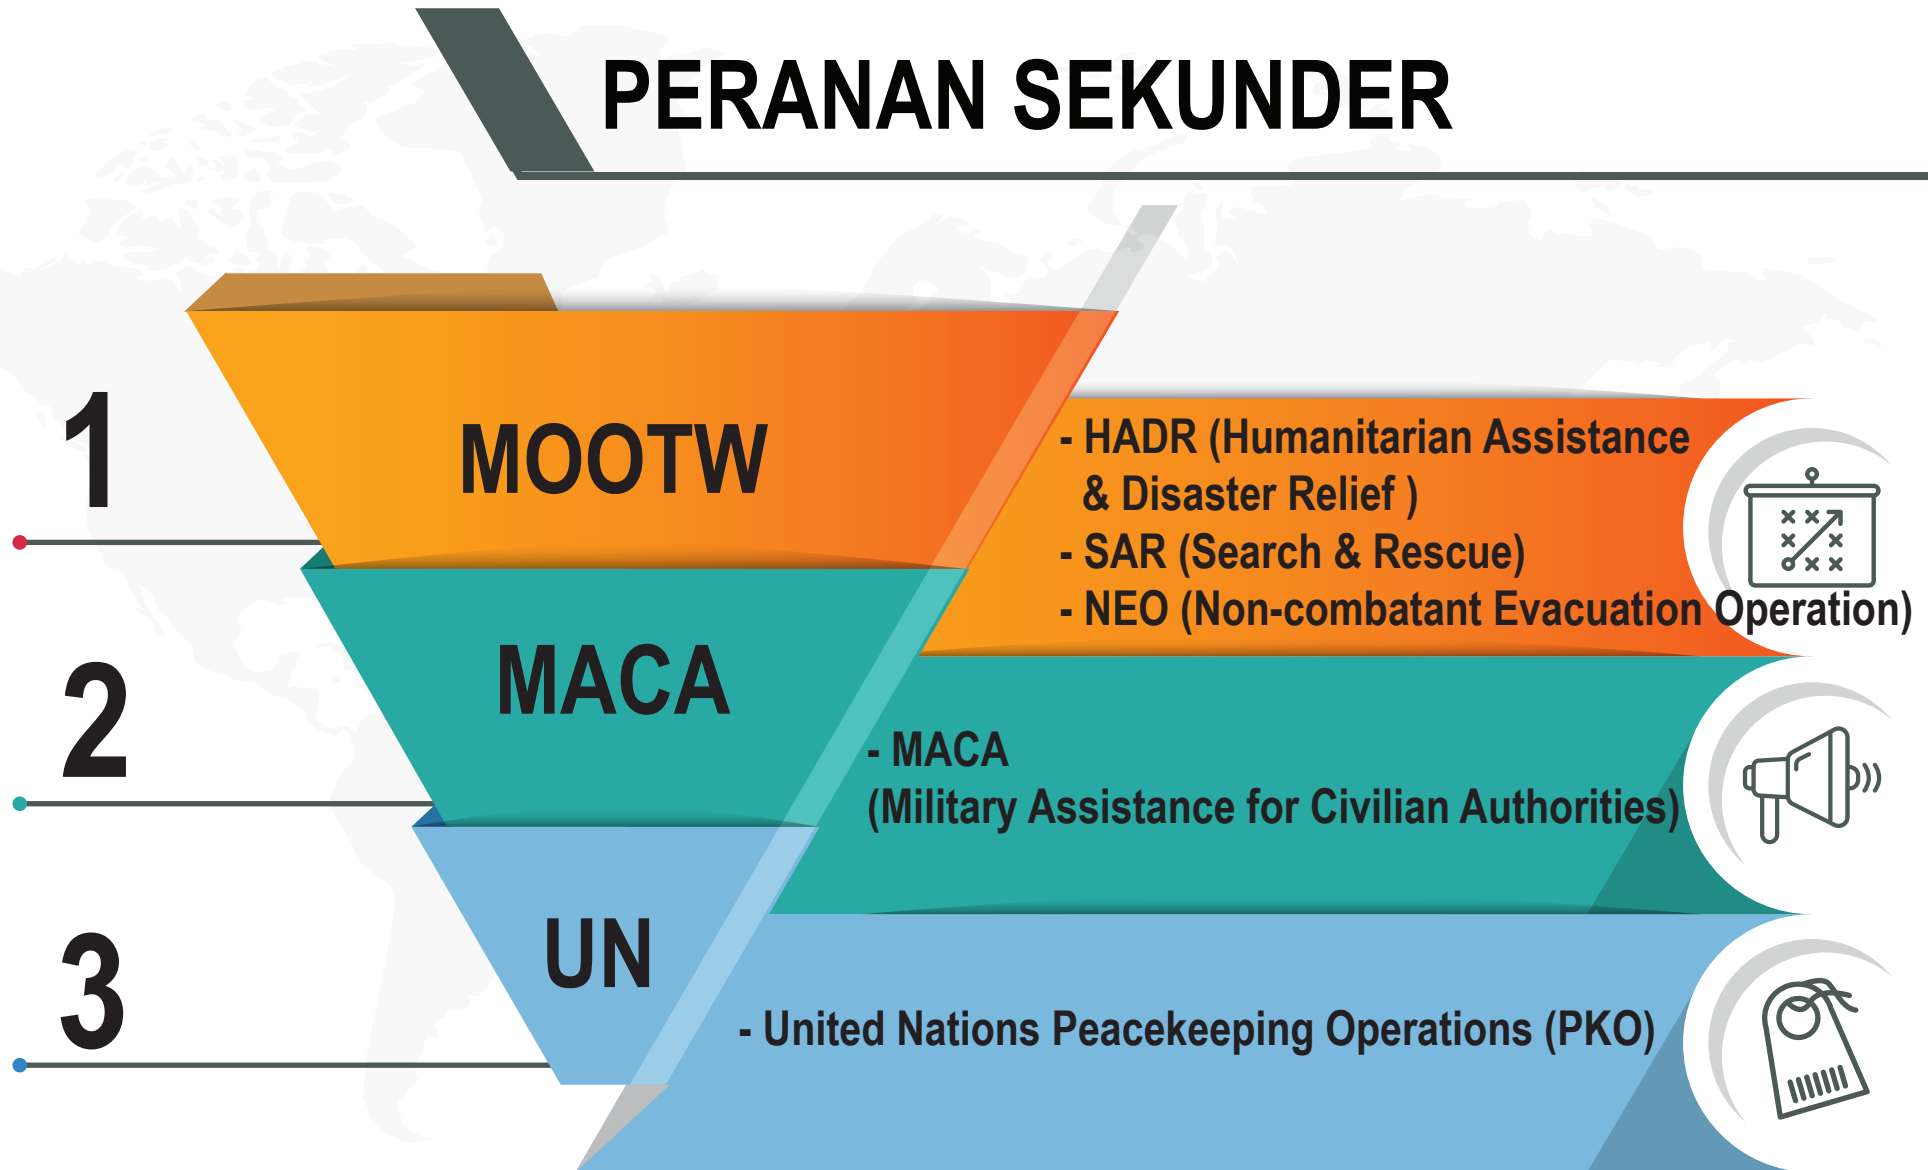 PERANAN SEKUNDER
1
MOOTW
- HADR (Humanitarian Assistance
& Disaster Relief )
- SAR (Search & Rescue)
- NEO (Non-combatant Evacuation Operation)
2
MACA
- MACA
(Military Assistance for Civilian Authorities)
3
UN
- United Nations Peacekeeping Operations (PKO)